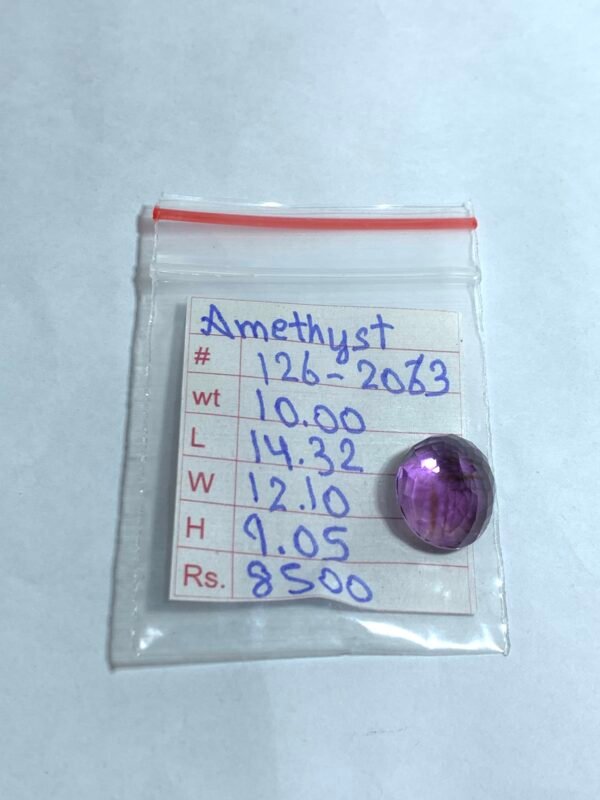 Amethyst
# 126-2063
wt 10.00
L 14.32
W 12.10
H 9.05
Rs. 8500